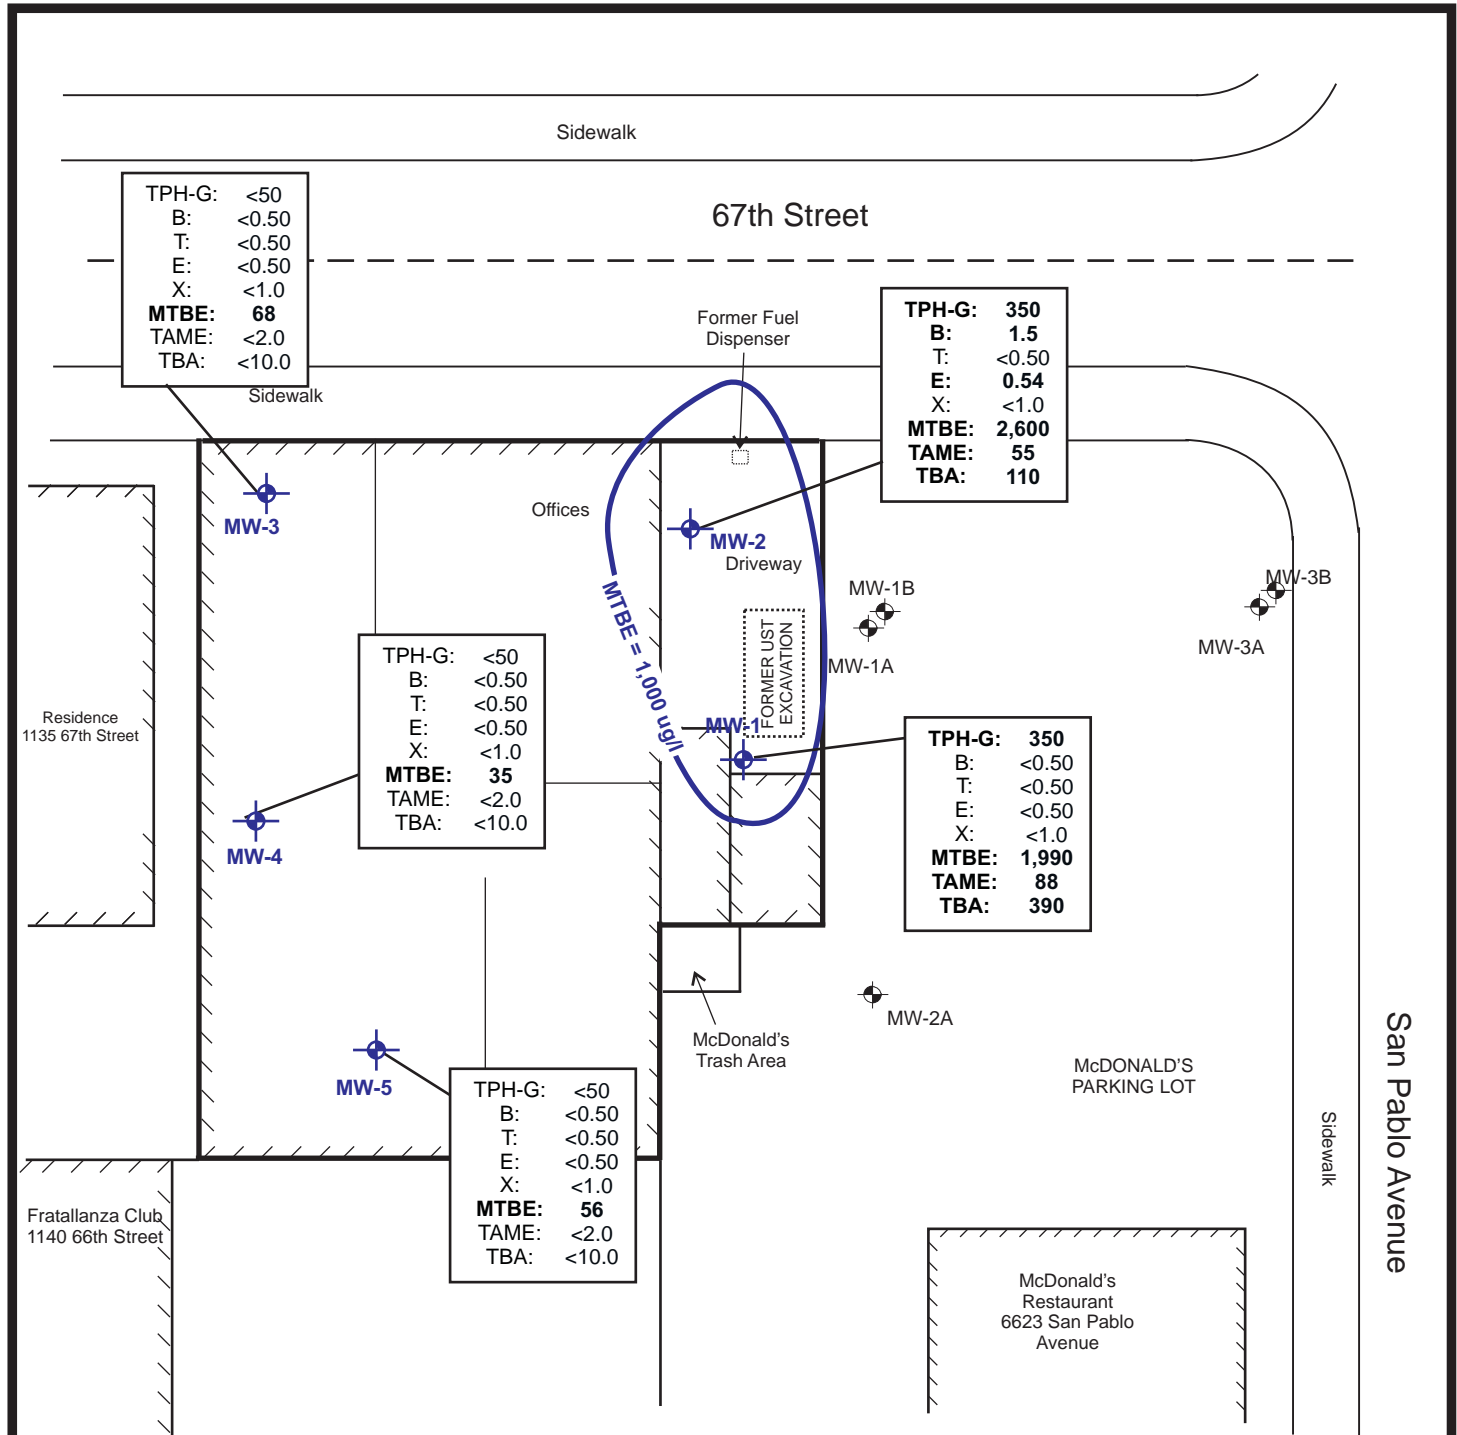 Sidewalk
67th Street
TPH-G: <50
B: <0.50
T: <0.50
E: <0.50
X: <1.0
MTBE: 68
TAME: <2.0
TBA: <10.0
Sidewalk
Former Fuel
Dispenser
TPH-G: 350
B: 1.5
T: <0.50
E: 0.54
X: <1.0
MTBE: 2,600
TAME: 55
TBA: 110
MW-3
Offices
MW-2
Driveway
MTBE = 1,000 ug/l
FORMER UST
EXCAVATION
MW-1B
MW-1A
MW-3B
MW-3A
Residence
1135 67th Street
TPH-G: <50
B: <0.50
T: <0.50
E: <0.50
X: <1.0
MTBE: 35
TAME: <2.0
TBA: <10.0
MW-4
MW-1
TPH-G: 350
B: <0.50
T: <0.50
E: <0.50
X: <1.0
MTBE: 1,990
TAME: 88
TBA: 390
MW-2A
McDonald's
Trash Area
McDONALD'S
PARKING LOT
MW-5
TPH-G: <50
B: <0.50
T: <0.50
E: <0.50
X: <1.0
MTBE: 56
TAME: <2.0
TBA: <10.0
Fratallanza Club
1140 66th Street
McDonald's
Restaurant
6623 San Pablo
Avenue
Sidewalk
San Pablo Avenue